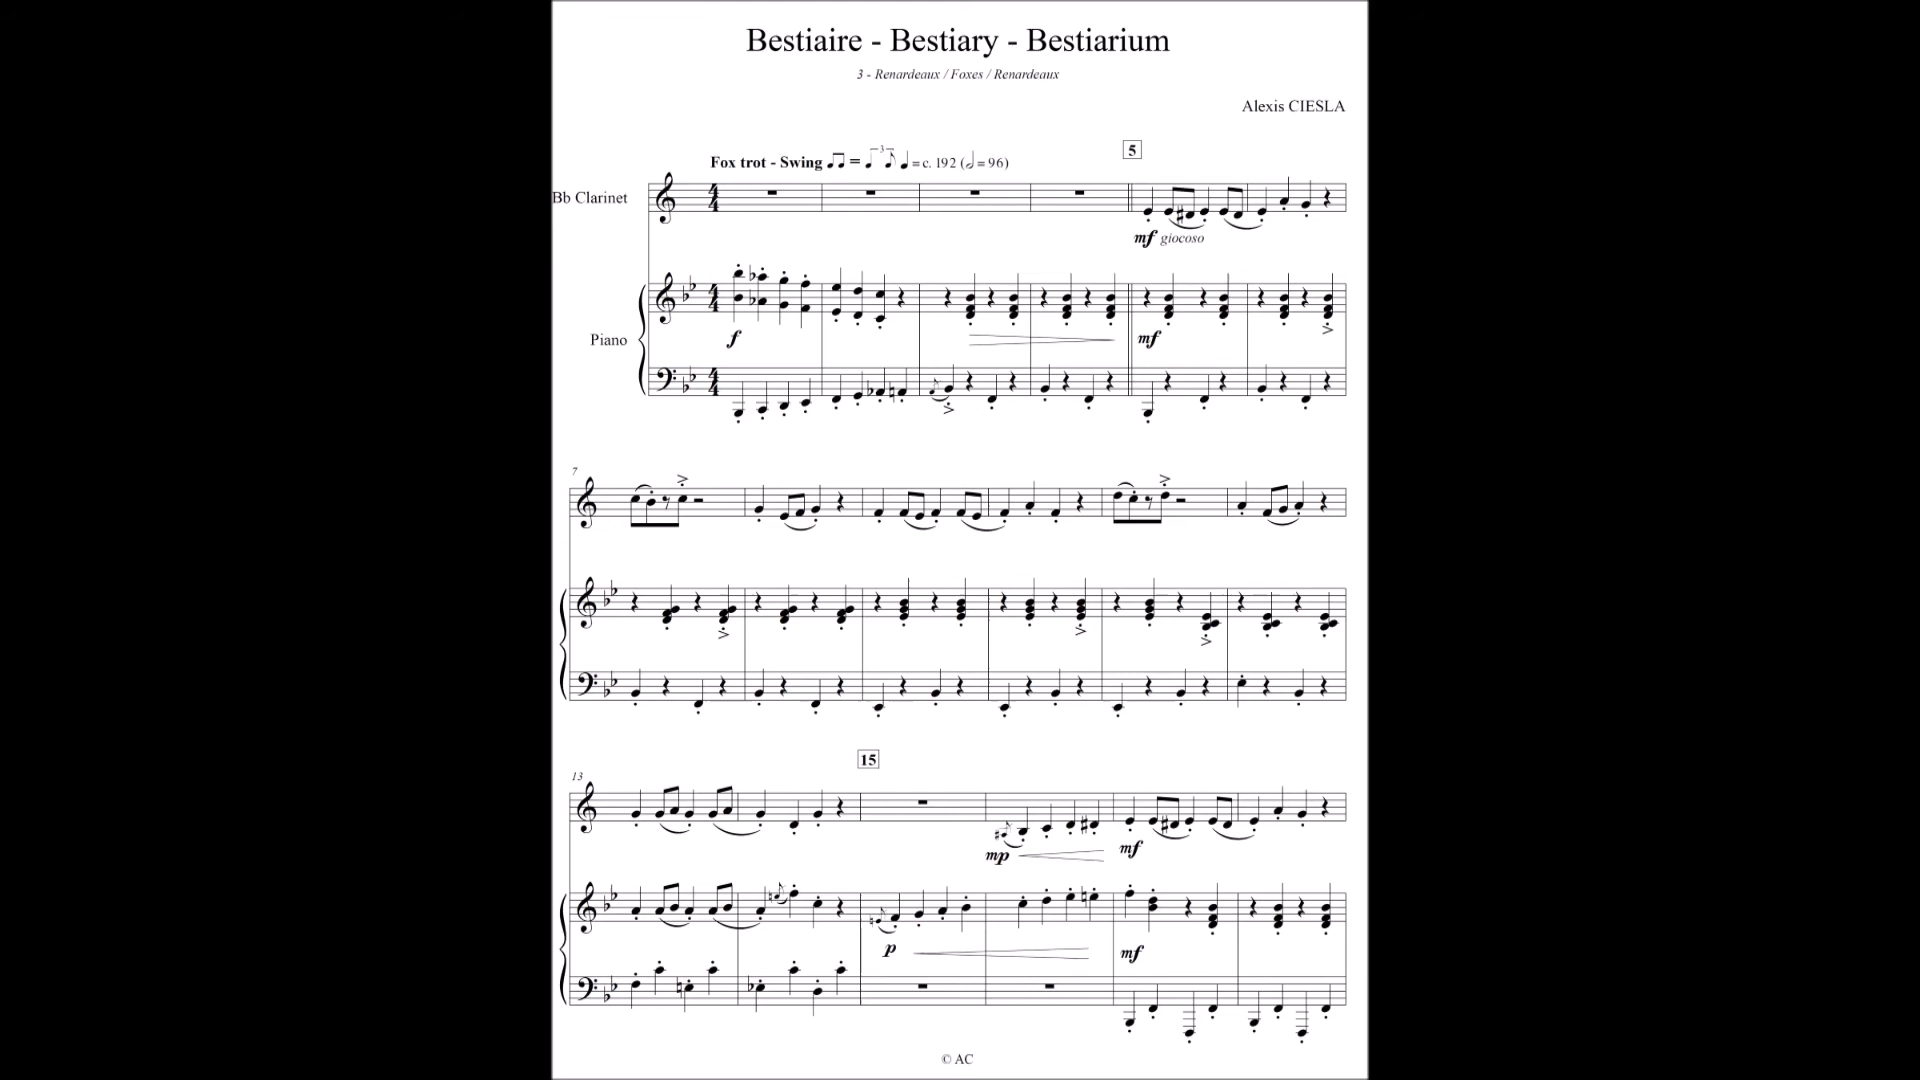 Bestiaire - Bestiary - Bestiarium
3 - Renardeaux / Foxes / Renardeaux
Alexis CIESLA
5
Fox trot - Swing = 3 = c. 192 ( = 96)
Bb Clarinet
mf giocoso
Piano
f
mf
7
15
13
mp
mf
p
mf
© AC